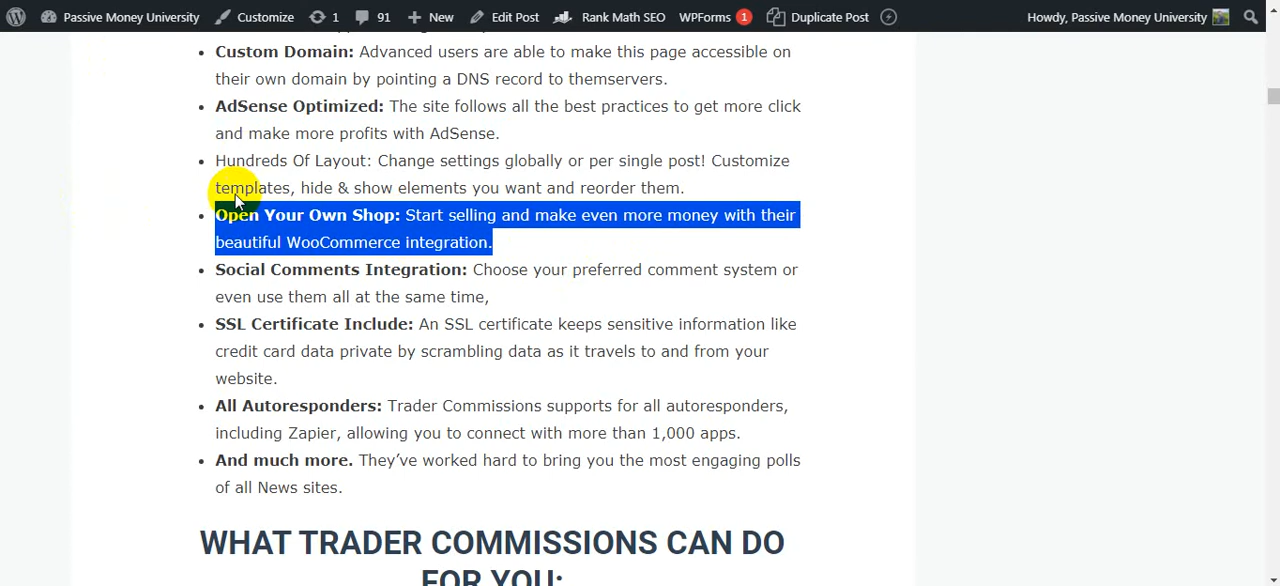 Passive Money University Customize 1 91 New Edit Post Rank Math SEO WPForms 1 Duplicate Post Howdy, Passive Money University
Custom Domain: Advanced users are able to make this page accessible on
their own domain by pointing a DNS record to themservers.
AdSense Optimized: The site follows all the best practices to get more click
and make more profits with AdSense.
Hundreds Of Layout: Change settings globally or per single post! Customize
templates, hide & show elements you want and reorder them.
Open Your Own Shop: Start selling and make even more money with their
beautiful WooCommerce integration.
Social Comments Integration: Choose your preferred comment system or
even use them all at the same time,
SSL Certificate Include: An SSL certificate keeps sensitive information like
credit card data private by scrambling data as it travels to and from your
website.
All Autoresponders: Trader Commissions supports for all autoresponders,
including Zapier, allowing you to connect with more than 1,000 apps.
And much more. They’ve worked hard to bring you the most engaging polls
of all News sites.
WHAT TRADER COMMISSIONS CAN DO
FOR YOU: